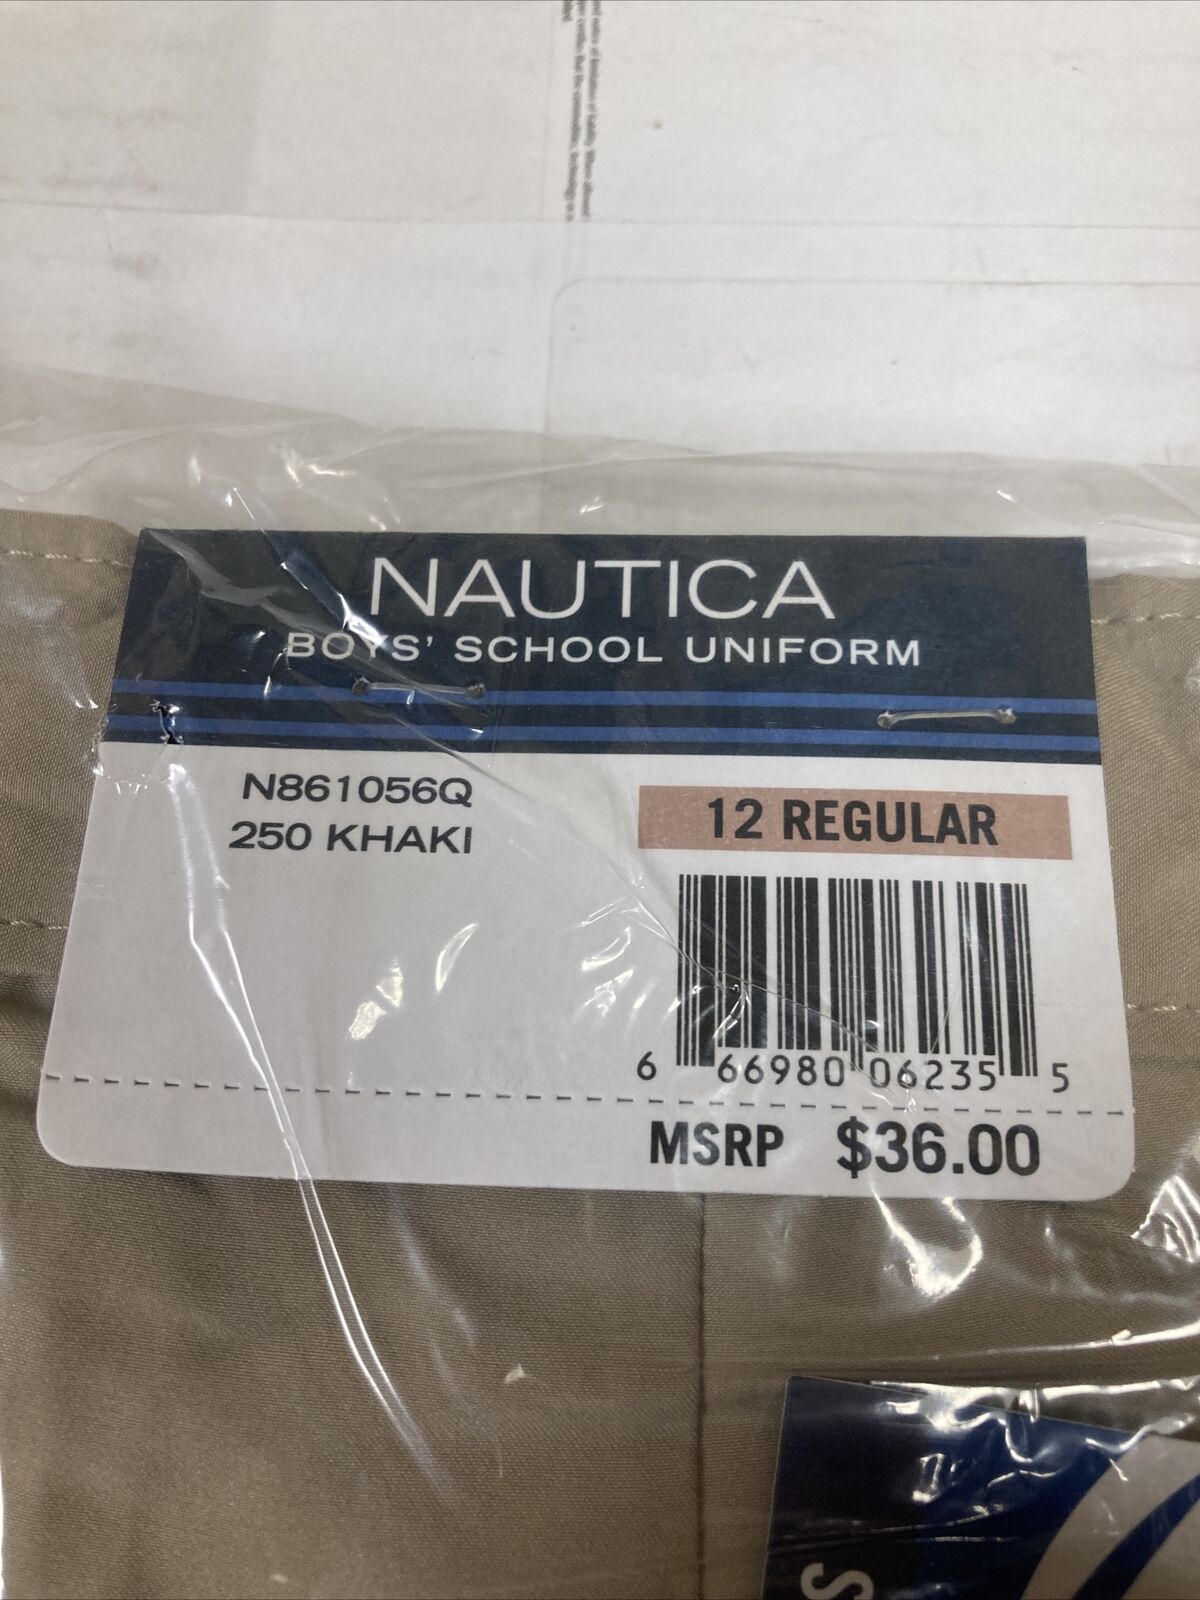 NAUTICA
BOYS' SCHOOL UNIFORM
N861056Q
250 KHAKI
12 REGULAR
6 66980 06235 5
MSRP $36.00
S